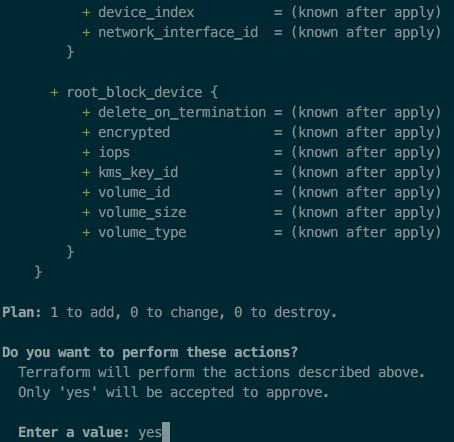 + device_index          = (known after apply)
+ network_interface_id  = (known after apply)
}
+ root_block_device {
+ delete_on_termination = (known after apply)
+ encrypted             = (known after apply)
+ iops                  = (known after apply)
+ kms_key_id            = (known after apply)
+ volume_id             = (known after apply)
+ volume_size           = (known after apply)
+ volume_type           = (known after apply)
}
}
Plan: 1 to add, 0 to change, 0 to destroy.
Do you want to perform these actions?
Terraform will perform the actions described above.
Only 'yes' will be accepted to approve.
Enter a value: yes